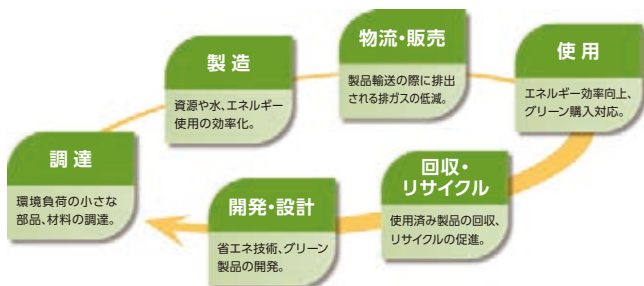 調達
環境負荷の小さな
部品、材料の調達。
製造
資源や水、エネルギー
使用の効率化。
物流・販売
製品輸送の際に排出
される排ガスの低減。
使用
エネルギー効率向上、
グリーン購入対応。
回収・
リサイクル
使用済み製品の回収、
リサイクルの促進。
開発・設計
省エネ技術、グリーン
製品の開発。